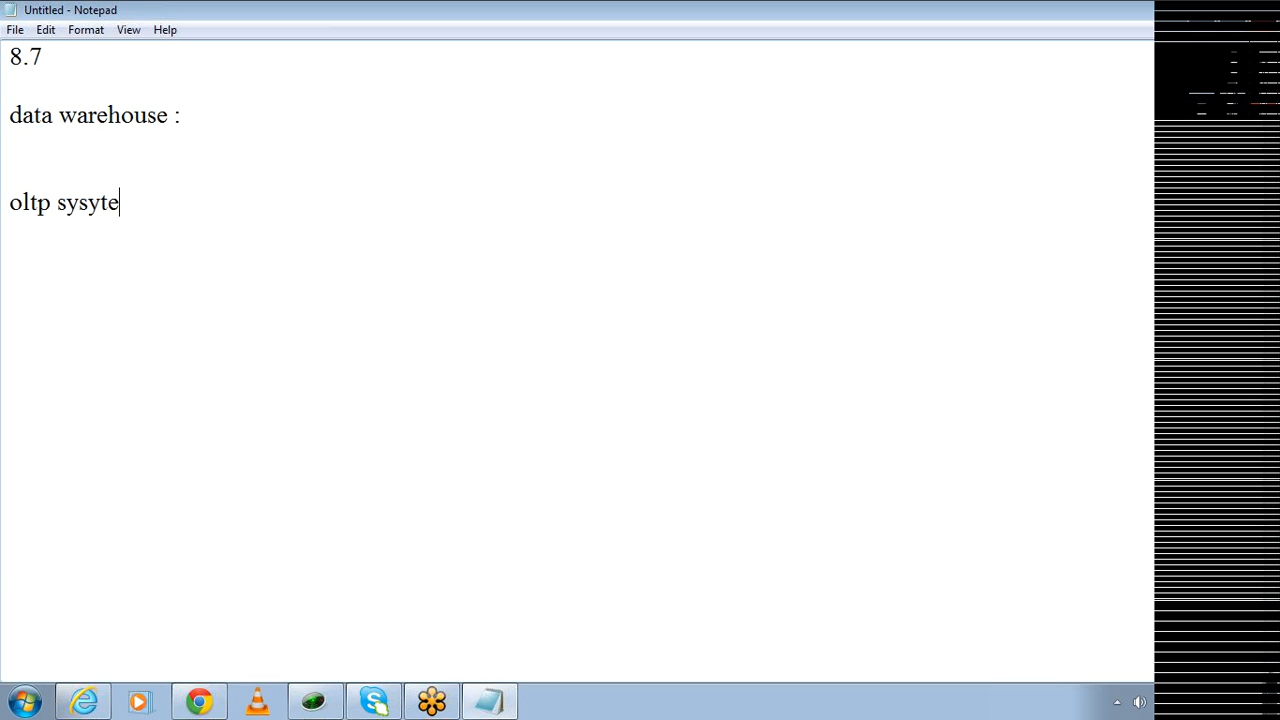 Untitled - Notepad
File Edit Format View Help
8.7
data warehouse :
oltp sysyte